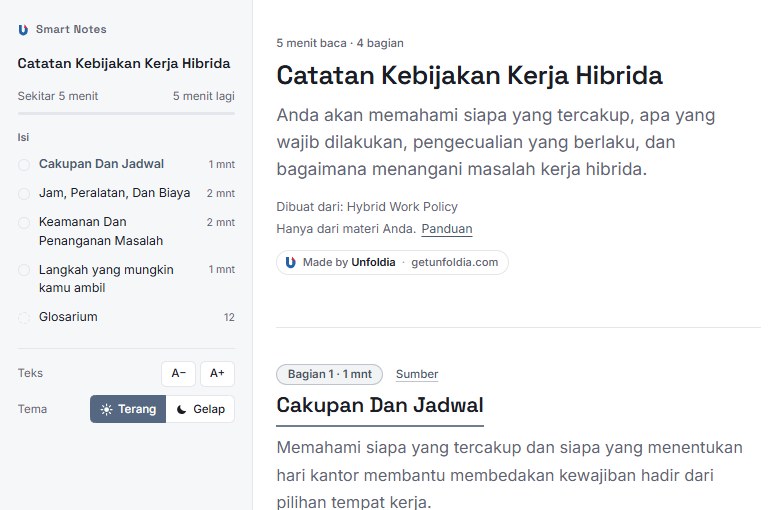 Smart Notes
Catatan Kebijakan Kerja Hibrida
Sekitar 5 menit 5 menit lagi
Isi
Cakupan Dan Jadwal 1 mnt
Jam, Peralatan, Dan Biaya 2 mnt
Keamanan Dan 2 mnt
Penanganan Masalah
Langkah yang mungkin 1 mnt
kamu ambil
Glosarium 12
Teks A− A+
Tema Terang Gelap
5 menit baca · 4 bagian
Catatan Kebijakan Kerja Hibrida
Anda akan memahami siapa yang tercakup, apa yang
wajib dilakukan, pengecualian yang berlaku, dan
bagaimana menangani masalah kerja hibrida.
Dibuat dari: Hybrid Work Policy
Hanya dari materi Anda. Panduan
Made by Unfoldia · getunfoldia.com
Bagian 1 · 1 mnt Sumber
Cakupan Dan Jadwal
Memahami siapa yang tercakup dan siapa yang menentukan
hari kantor membantu membedakan kewajiban hadir dari
pilihan tempat kerja.